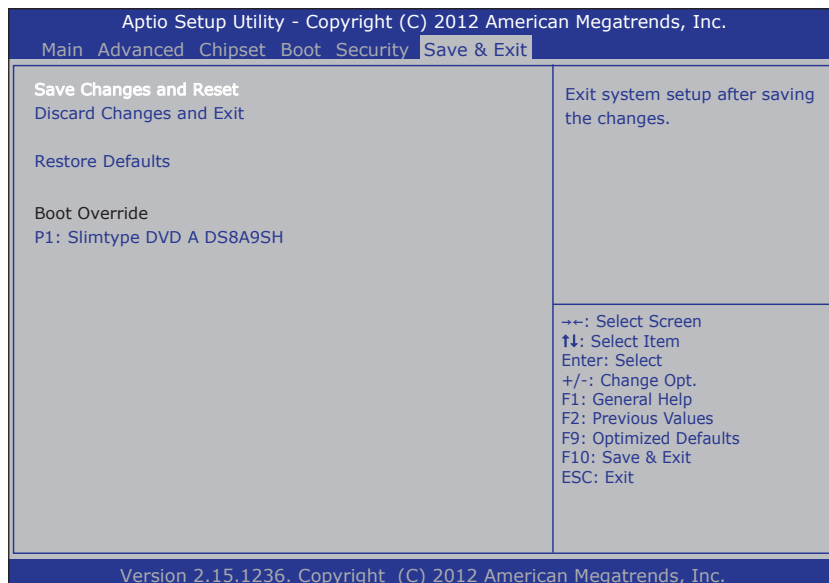 Aptio Setup Utility - Copyright (C) 2012 American Megatrends, Inc.
Main Advanced Chipset Boot Security Save & Exit
Save Changes and Reset
Discard Changes and Exit
Restore Defaults
Boot Override
P1: Slimtype DVD A DS8A9SH
Exit system setup after saving
the changes.
→←: Select Screen
↑↓: Select Item
Enter: Select
+/-: Change Opt.
F1: General Help
F2: Previous Values
F9: Optimized Defaults
F10: Save & Exit
ESC: Exit
Version 2.15.1236. Copyright (C) 2012 American Megatrends, Inc.